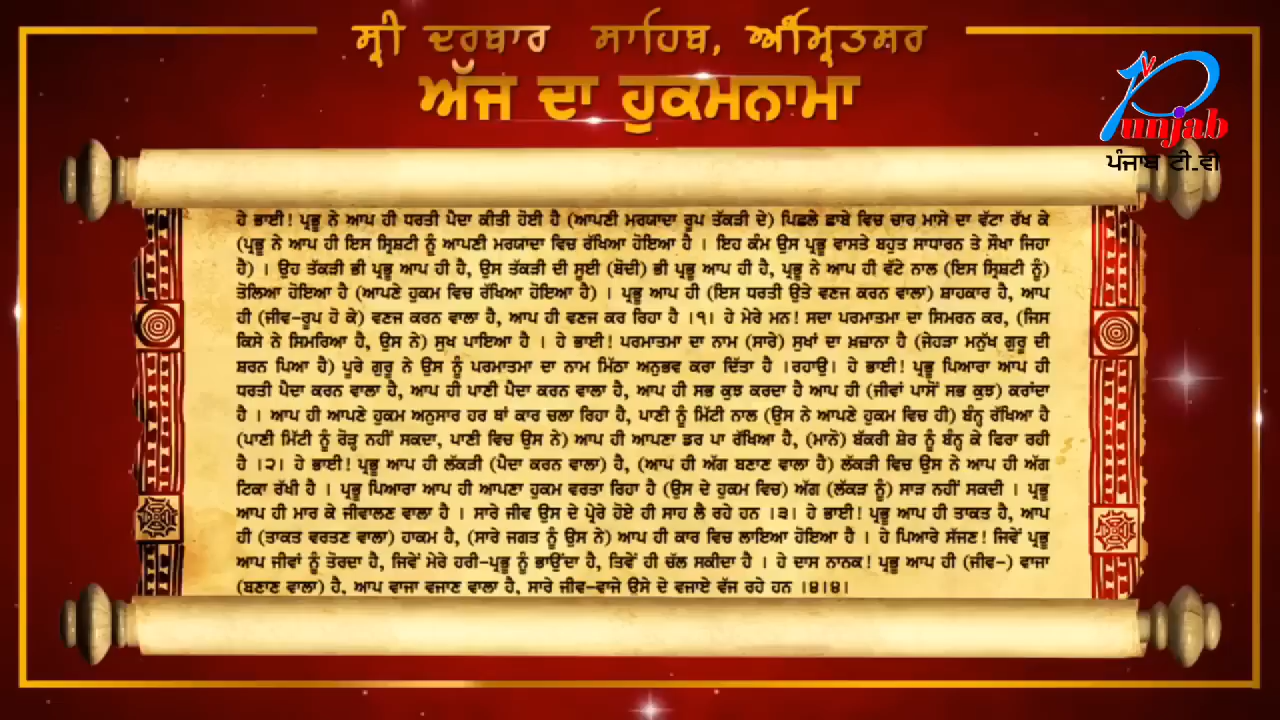 ਸ੍ਰੀ ਦਰਬਾਰ ਸਾਹਿਬ, ਅੰਮ੍ਰਿਤਸਰ
ਅੱਜ ਦਾ ਹੁਕਮਨਾਮਾ
TV Punjab
ਪੰਜਾਬ ਟੀ.ਵੀ
ਹੇ ਭਾਈ! ਪ੍ਰਭੂ ਨੇ ਆਪ ਹੀ ਧਰਤੀ ਪੈਦਾ ਕੀਤੀ ਹੋਈ ਹੈ (ਆਪਣੀ ਮਰਯਾਦਾ ਰੂਪ ਤੱਕੜੀ ਦੇ) ਪਿਛਲੇ ਛਾਬੇ ਵਿਚ ਚਾਰ ਮਾਸੇ ਦਾ ਵੱਟਾ ਰੱਖ ਕੇ
(ਪ੍ਰਭੂ ਨੇ ਆਪ ਹੀ ਇਸ ਸ੍ਰਿਸ਼ਟੀ ਨੂੰ ਆਪਣੀ ਮਰਯਾਦਾ ਵਿਚ ਰੱਖਿਆ ਹੋਇਆ ਹੈ । ਇਹ ਕੰਮ ਉਸ ਪ੍ਰਭੂ ਵਾਸਤੇ ਬਹੁਤ ਸਾਧਾਰਨ ਤੇ ਸੌਖਾ ਜਿਹਾ
ਹੈ) । ਉਹ ਤੱਕੜੀ ਭੀ ਪ੍ਰਭੂ ਆਪ ਹੀ ਹੈ, ਉਸ ਤੱਕੜੀ ਦੀ ਸੂਈ (ਬੋਦੀ) ਭੀ ਪ੍ਰਭੂ ਆਪ ਹੀ ਹੈ, ਪ੍ਰਭੂ ਨੇ ਆਪ ਹੀ ਵੱਟੇ ਨਾਲ (ਇਸ ਸ੍ਰਿਸ਼ਟੀ ਨੂੰ)
ਤੋਲਿਆ ਹੋਇਆ ਹੈ (ਆਪਣੇ ਹੁਕਮ ਵਿਚ ਰੱਖਿਆ ਹੋਇਆ ਹੈ) । ਪ੍ਰਭੂ ਆਪ ਹੀ (ਇਸ ਧਰਤੀ ਉਤੇ ਵਣਜ ਕਰਨ ਵਾਲਾ) ਸ਼ਾਹਕਾਰ ਹੈ, ਆਪ
ਹੀ (ਜੀਵ-ਰੂਪ ਹੋ ਕੇ) ਵਣਜ ਕਰਨ ਵਾਲਾ ਹੈ, ਆਪ ਹੀ ਵਣਜ ਕਰ ਰਿਹਾ ਹੈ ।੧। ਹੇ ਮੇਰੇ ਮਨ! ਸਦਾ ਪਰਮਾਤਮਾ ਦਾ ਸਿਮਰਨ ਕਰ, (ਜਿਸ
ਕਿਸੇ ਨੇ ਸਿਮਰਿਆ ਹੈ, ਉਸ ਨੇ) ਸੁਖ ਪਾਇਆ ਹੈ । ਹੇ ਭਾਈ! ਪਰਮਾਤਮਾ ਦਾ ਨਾਮ (ਸਾਰੇ) ਸੁਖਾਂ ਦਾ ਖ਼ਜ਼ਾਨਾ ਹੈ (ਜੇਹੜਾ ਮਨੁੱਖ ਗੁਰੂ ਦੀ
ਸ਼ਰਨ ਪਿਆ ਹੈ) ਪੂਰੇ ਗੁਰੂ ਨੇ ਉਸ ਨੂੰ ਪਰਮਾਤਮਾ ਦਾ ਨਾਮ ਮਿੱਠਾ ਅਨੁਭਵ ਕਰਾ ਦਿੱਤਾ ਹੈ ।ਰਹਾਉ। ਹੇ ਭਾਈ! ਪ੍ਰਭੂ ਪਿਆਰਾ ਆਪ ਹੀ
ਧਰਤੀ ਪੈਦਾ ਕਰਨ ਵਾਲਾ ਹੈ, ਆਪ ਹੀ ਪਾਣੀ ਪੈਦਾ ਕਰਨ ਵਾਲਾ ਹੈ, ਆਪ ਹੀ ਸਭ ਕੁਝ ਕਰਦਾ ਹੈ ਆਪ ਹੀ (ਜੀਵਾਂ ਪਾਸੋਂ ਸਭ ਕੁਝ) ਕਰਾਂਦਾ
ਹੈ । ਆਪ ਹੀ ਆਪਣੇ ਹੁਕਮ ਅਨੁਸਾਰ ਹਰ ਥਾਂ ਕਾਰ ਚਲਾ ਰਿਹਾ ਹੈ, ਪਾਣੀ ਨੂੰ ਮਿੱਟੀ ਨਾਲ (ਉਸ ਨੇ ਆਪਣੇ ਹੁਕਮ ਵਿਚ ਹੀ) ਬੰਨ੍ਹ ਰੱਖਿਆ ਹੈ
(ਪਾਣੀ ਮਿੱਟੀ ਨੂੰ ਰੋੜ੍ਹ ਨਹੀਂ ਸਕਦਾ, ਪਾਣੀ ਵਿਚ ਉਸ ਨੇ) ਆਪ ਹੀ ਆਪਣਾ ਡਰ ਪਾ ਰੱਖਿਆ ਹੈ, (ਮਾਨੋ) ਬੱਕਰੀ ਸ਼ੇਰ ਨੂੰ ਬੰਨ੍ਹ ਕੇ ਫਿਰਾ ਰਹੀ
ਹੈ ।੨। ਹੇ ਭਾਈ! ਪ੍ਰਭੂ ਆਪ ਹੀ ਲੱਕੜੀ (ਪੈਦਾ ਕਰਨ ਵਾਲਾ) ਹੈ, (ਆਪ ਹੀ ਅੱਗ ਬਣਾਣ ਵਾਲਾ ਹੈ) ਲੱਕੜੀ ਵਿਚ ਉਸ ਨੇ ਆਪ ਹੀ ਅੱਗ
ਟਿਕਾ ਰੱਖੀ ਹੈ । ਪ੍ਰਭੂ ਪਿਆਰਾ ਆਪ ਹੀ ਆਪਣਾ ਹੁਕਮ ਵਰਤਾ ਰਿਹਾ ਹੈ (ਉਸ ਦੇ ਹੁਕਮ ਵਿਚ) ਅੱਗ (ਲੱਕੜ ਨੂੰ) ਸਾੜ ਨਹੀਂ ਸਕਦੀ । ਪ੍ਰਭੂ
ਆਪ ਹੀ ਮਾਰ ਕੇ ਜੀਵਾਲਣ ਵਾਲਾ ਹੈ । ਸਾਰੇ ਜੀਵ ਉਸ ਦੇ ਪ੍ਰੇਰੇ ਹੋਏ ਹੀ ਸਾਹ ਲੈ ਰਹੇ ਹਨ ।੩। ਹੇ ਭਾਈ! ਪ੍ਰਭੂ ਆਪ ਹੀ ਤਾਕਤ ਹੈ, ਆਪ
ਹੀ (ਤਾਕਤ ਵਰਤਣ ਵਾਲਾ) ਹਾਕਮ ਹੈ, (ਸਾਰੇ ਜਗਤ ਨੂੰ ਉਸ ਨੇ) ਆਪ ਹੀ ਕਾਰ ਵਿਚ ਲਾਇਆ ਹੋਇਆ ਹੈ । ਹੇ ਪਿਆਰੇ ਸੱਜਣ! ਜਿਵੇਂ ਪ੍ਰਭੂ
ਆਪ ਜੀਵਾਂ ਨੂੰ ਤੋਰਦਾ ਹੈ, ਜਿਵੇਂ ਮੇਰੇ ਹਰੀ-ਪ੍ਰਭੂ ਨੂੰ ਭਾਉਂਦਾ ਹੈ, ਤਿਵੇਂ ਹੀ ਚੱਲ ਸਕੀਦਾ ਹੈ । ਹੇ ਦਾਸ ਨਾਨਕ! ਪ੍ਰਭੂ ਆਪ ਹੀ (ਜੀਵ-) ਵਾਜਾ
(ਬਣਾਣ ਵਾਲਾ) ਹੈ, ਆਪ ਵਾਜਾ ਵਜਾਣ ਵਾਲਾ ਹੈ, ਸਾਰੇ ਜੀਵ-ਵਾਜੇ ਉਸੇ ਦੇ ਵਜਾਏ ਵੱਜ ਰਹੇ ਹਨ ।੪।੪।